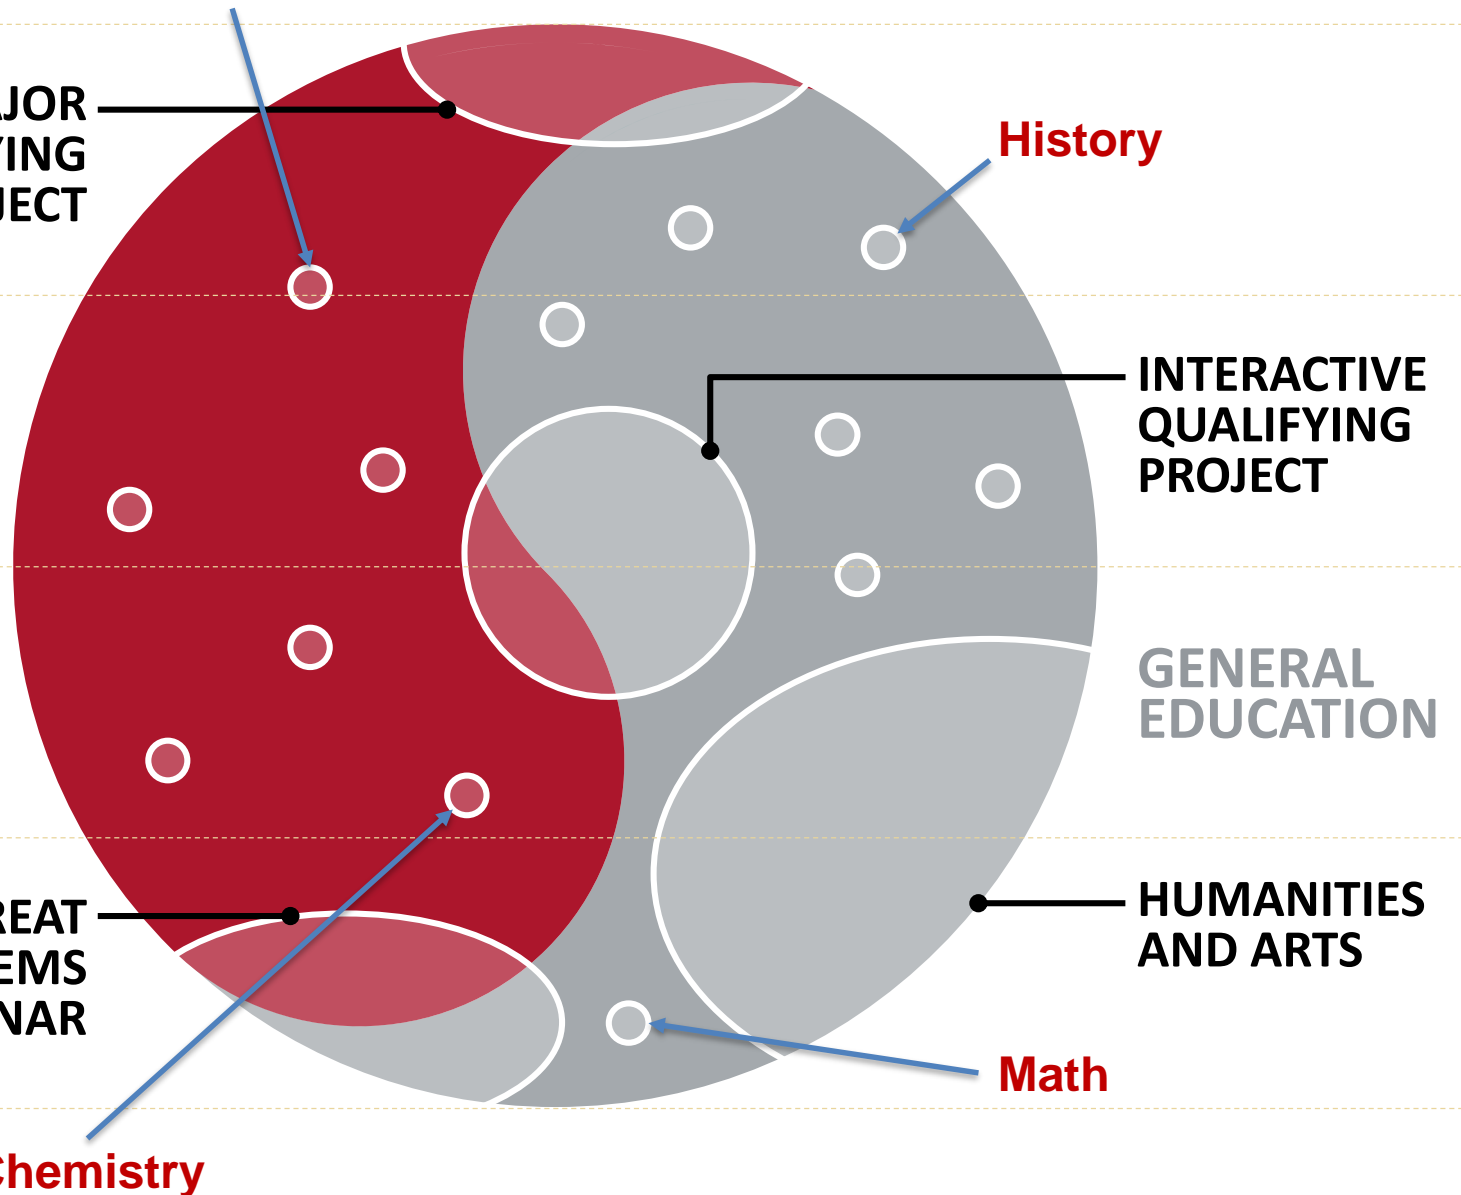 AJOR
YING
JECT
History
INTERACTIVE
QUALIFYING
PROJECT
GENERAL
EDUCATION
REAT
EMS
NAR
HUMANITIES
AND ARTS
Math
Chemistry